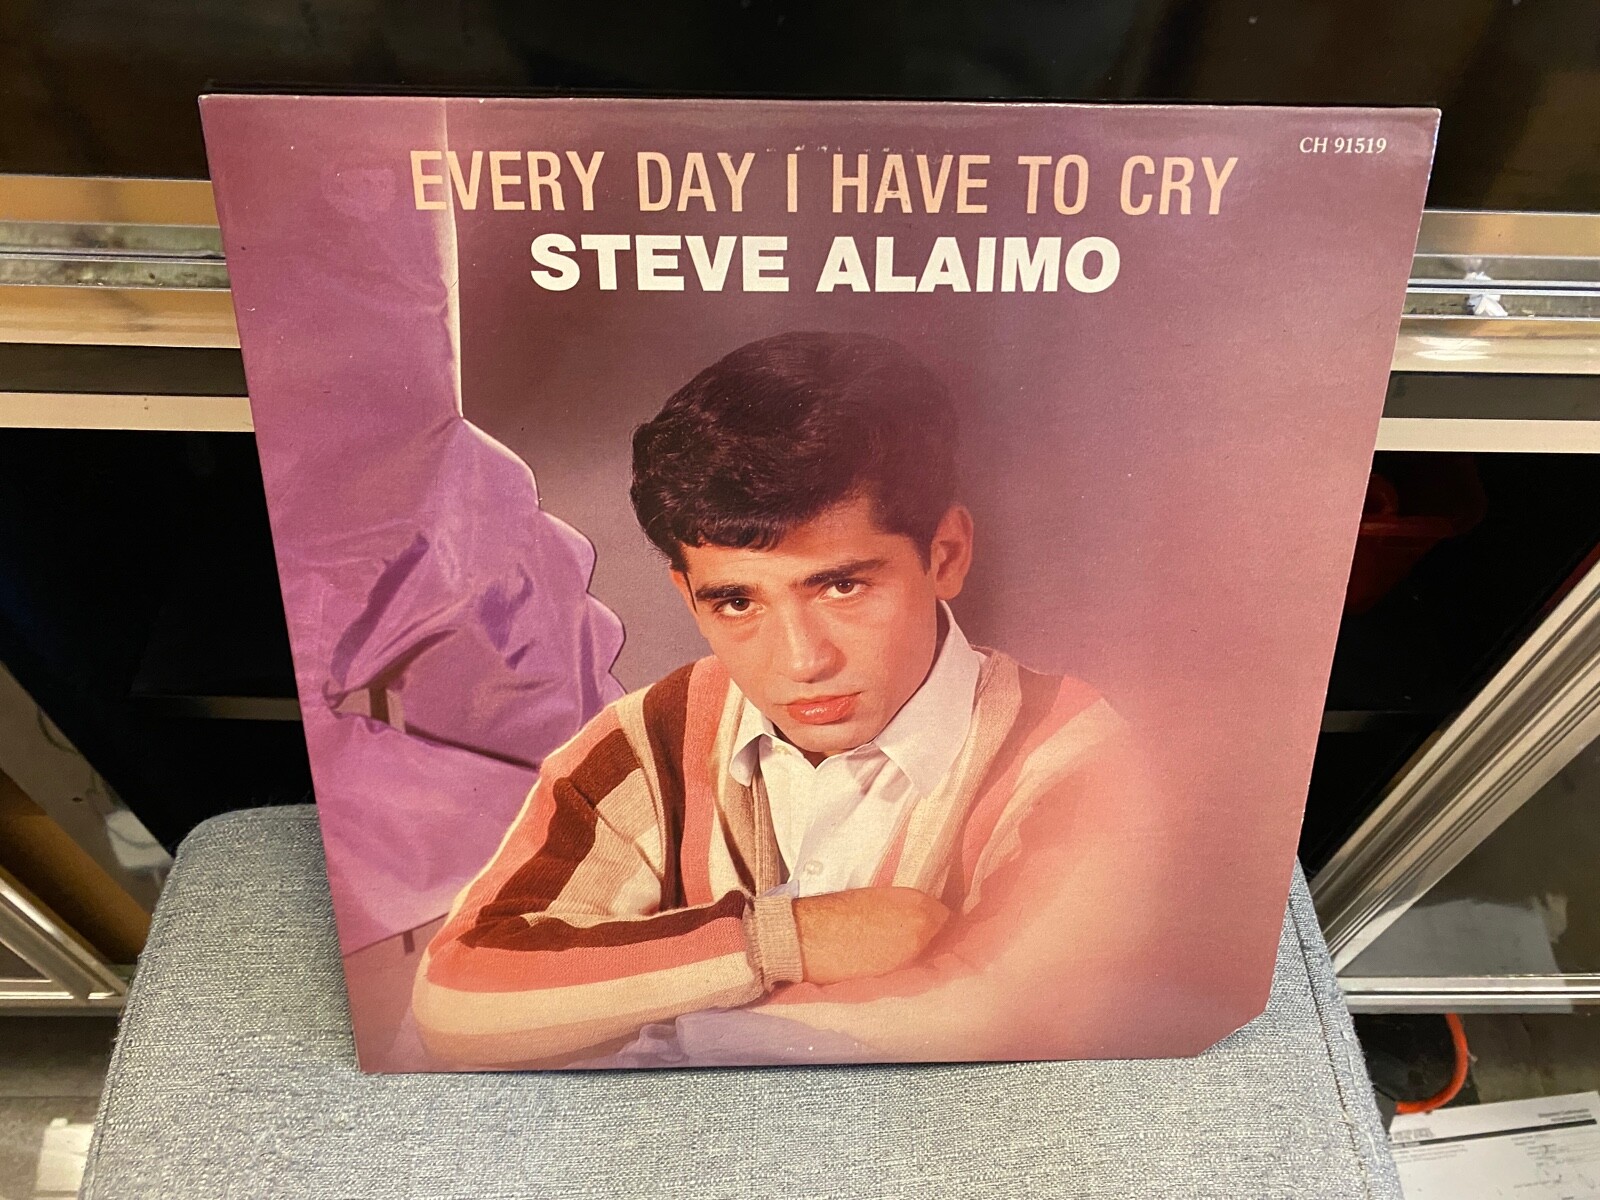 CH 91519
EVERY DAY I HAVE TO CRY
STEVE ALAIMO